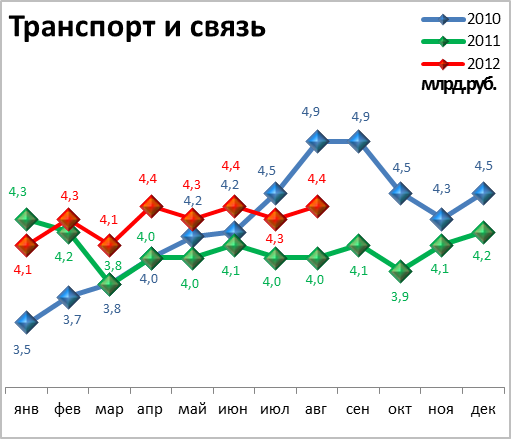 Транспорт и связь
2010
2011
2012
млрд.руб.
4,9 4,9
4,3 4,3 4,4 4,3 4,4 4,5 4,4 4,5 4,3 4,5
4,2 4,2
4,1 4,2 4,1 3,8 4,0 4,0 4,0 4,1 4,3 4,0 4,0 4,1 3,9 4,1 4,2
3,5 3,7 3,8
янв фев мар апр май июн июл авг сен окт ноя дек